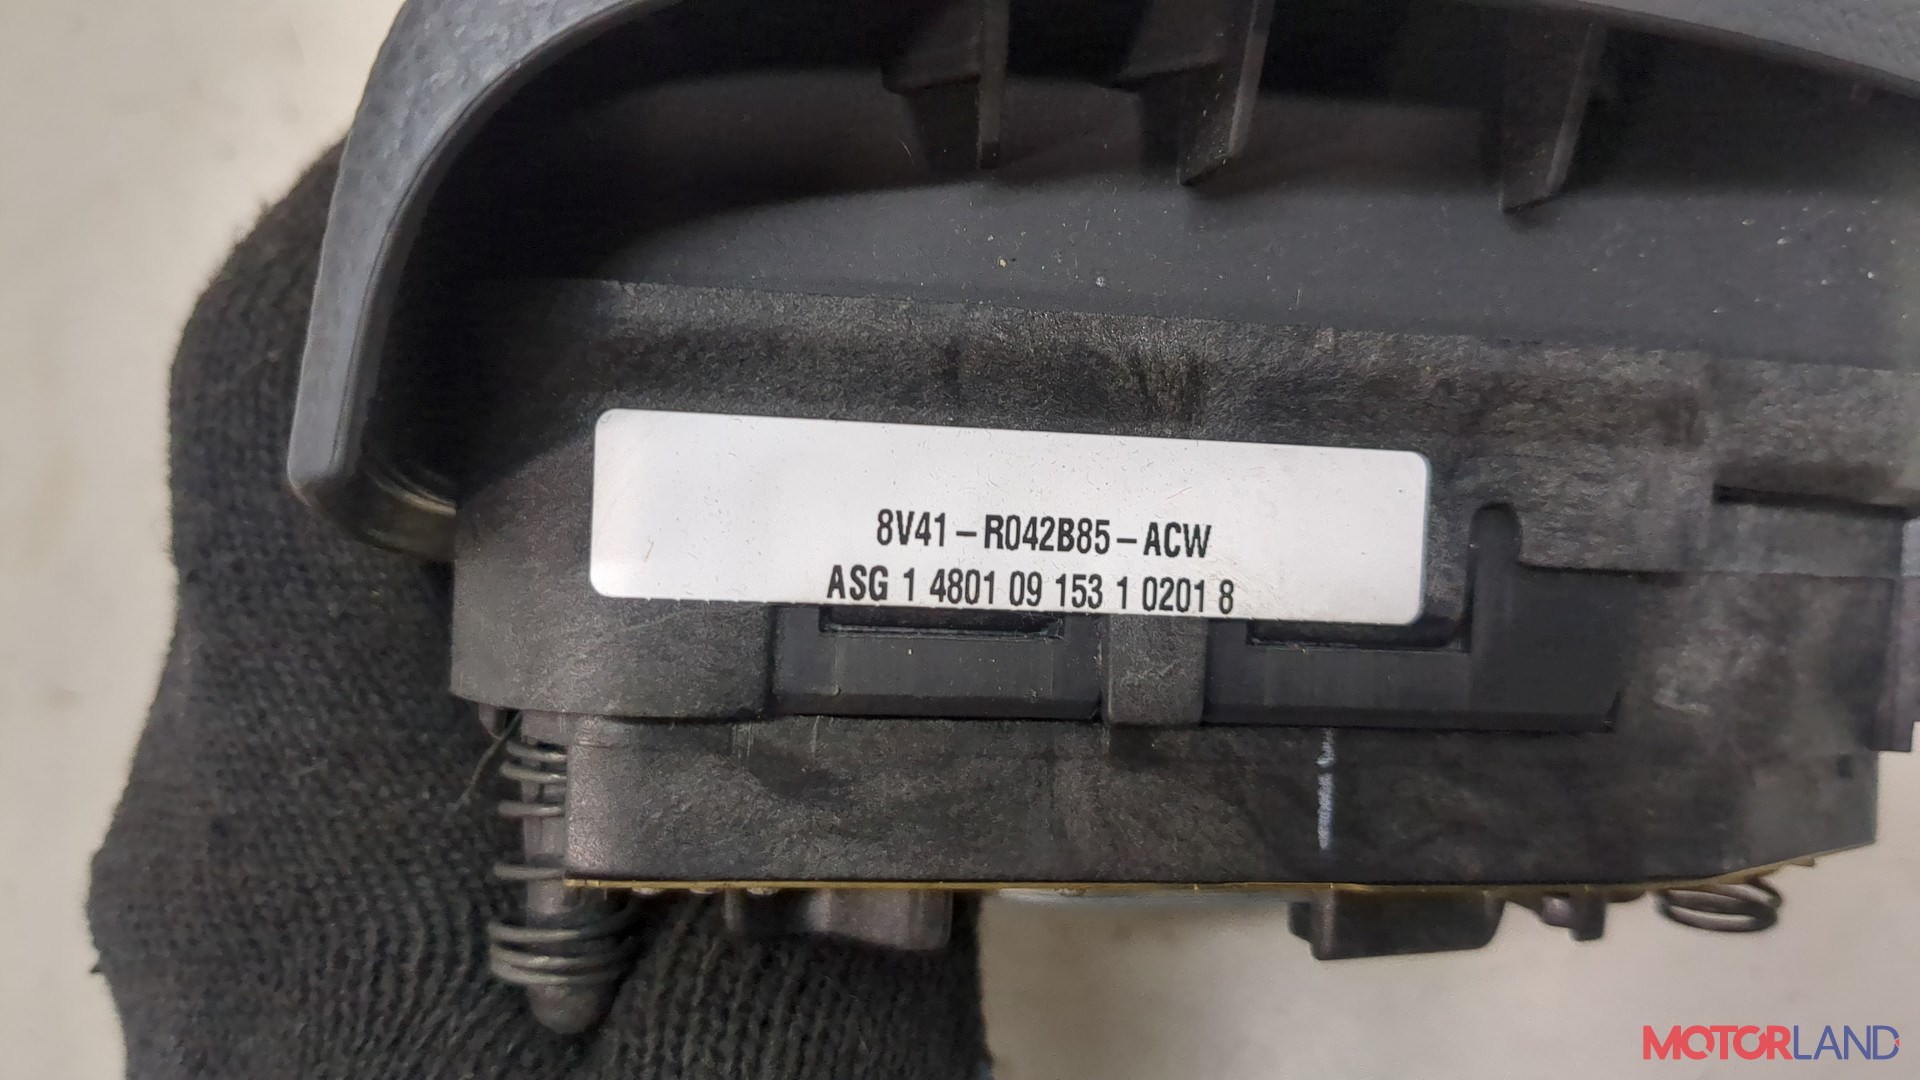 8V41-R042B85-ACW
ASG 1 4801 09 153 1 0201 8
MOTORLAND